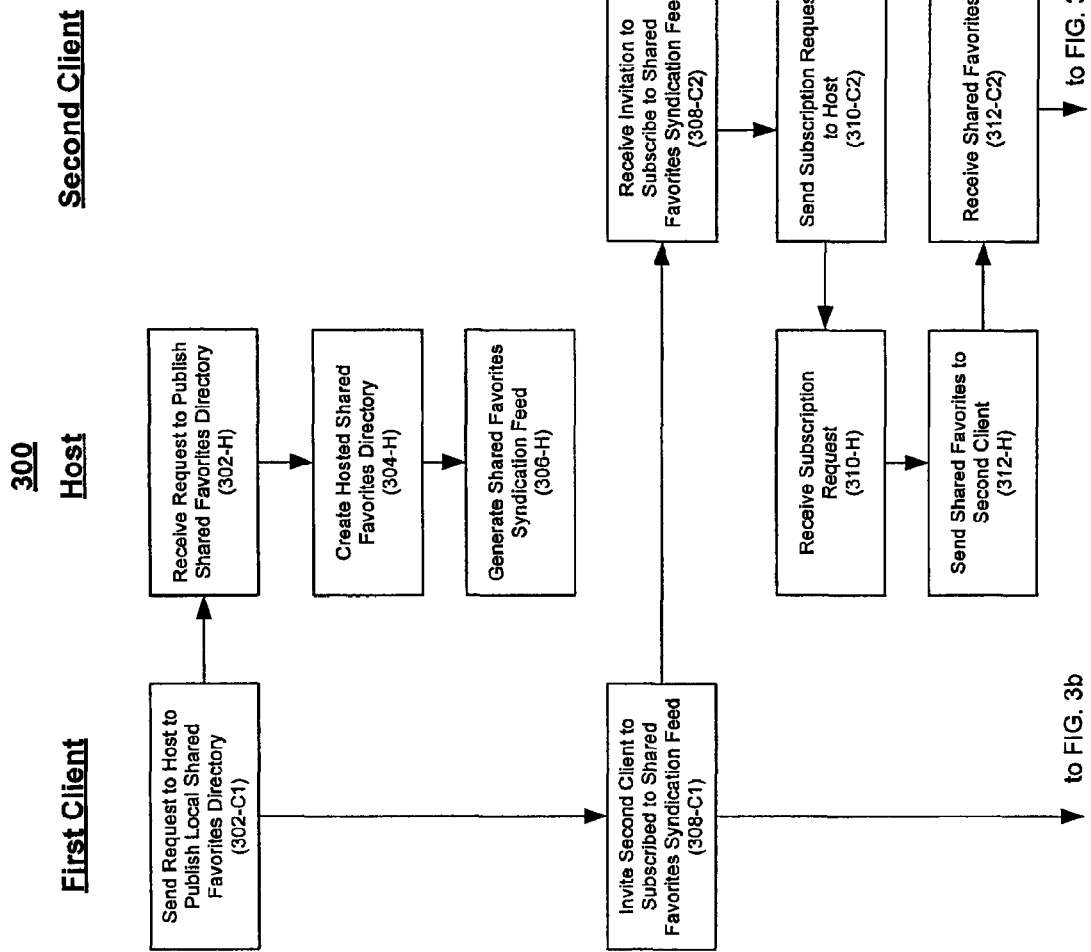 300
First Client
Host
Second Client
Send Request to Host to
Publish Local Shared
Favorites Directory
(302-C1)
Receive Request to Publish
Shared Favorites Directory
(302-H)
Create Hosted Shared
Favorites Directory
(304-H)
Generate Shared Favorites
Syndication Feed
(306-H)
Invite Second Client to
Subscribed to Shared
Favorites Syndication Feed
(308-C1)
Receive Invitation to
Subscribe to Shared
Favorites Syndication Fee
(308-C2)
Send Subscription Reques
to Host
(310-C2)
Receive Subscription
Request
(310-H)
Send Shared Favorites to
Second Client
(312-H)
Receive Shared Favorites
(312-C2)
to FIG. 3b
to FIG. 3